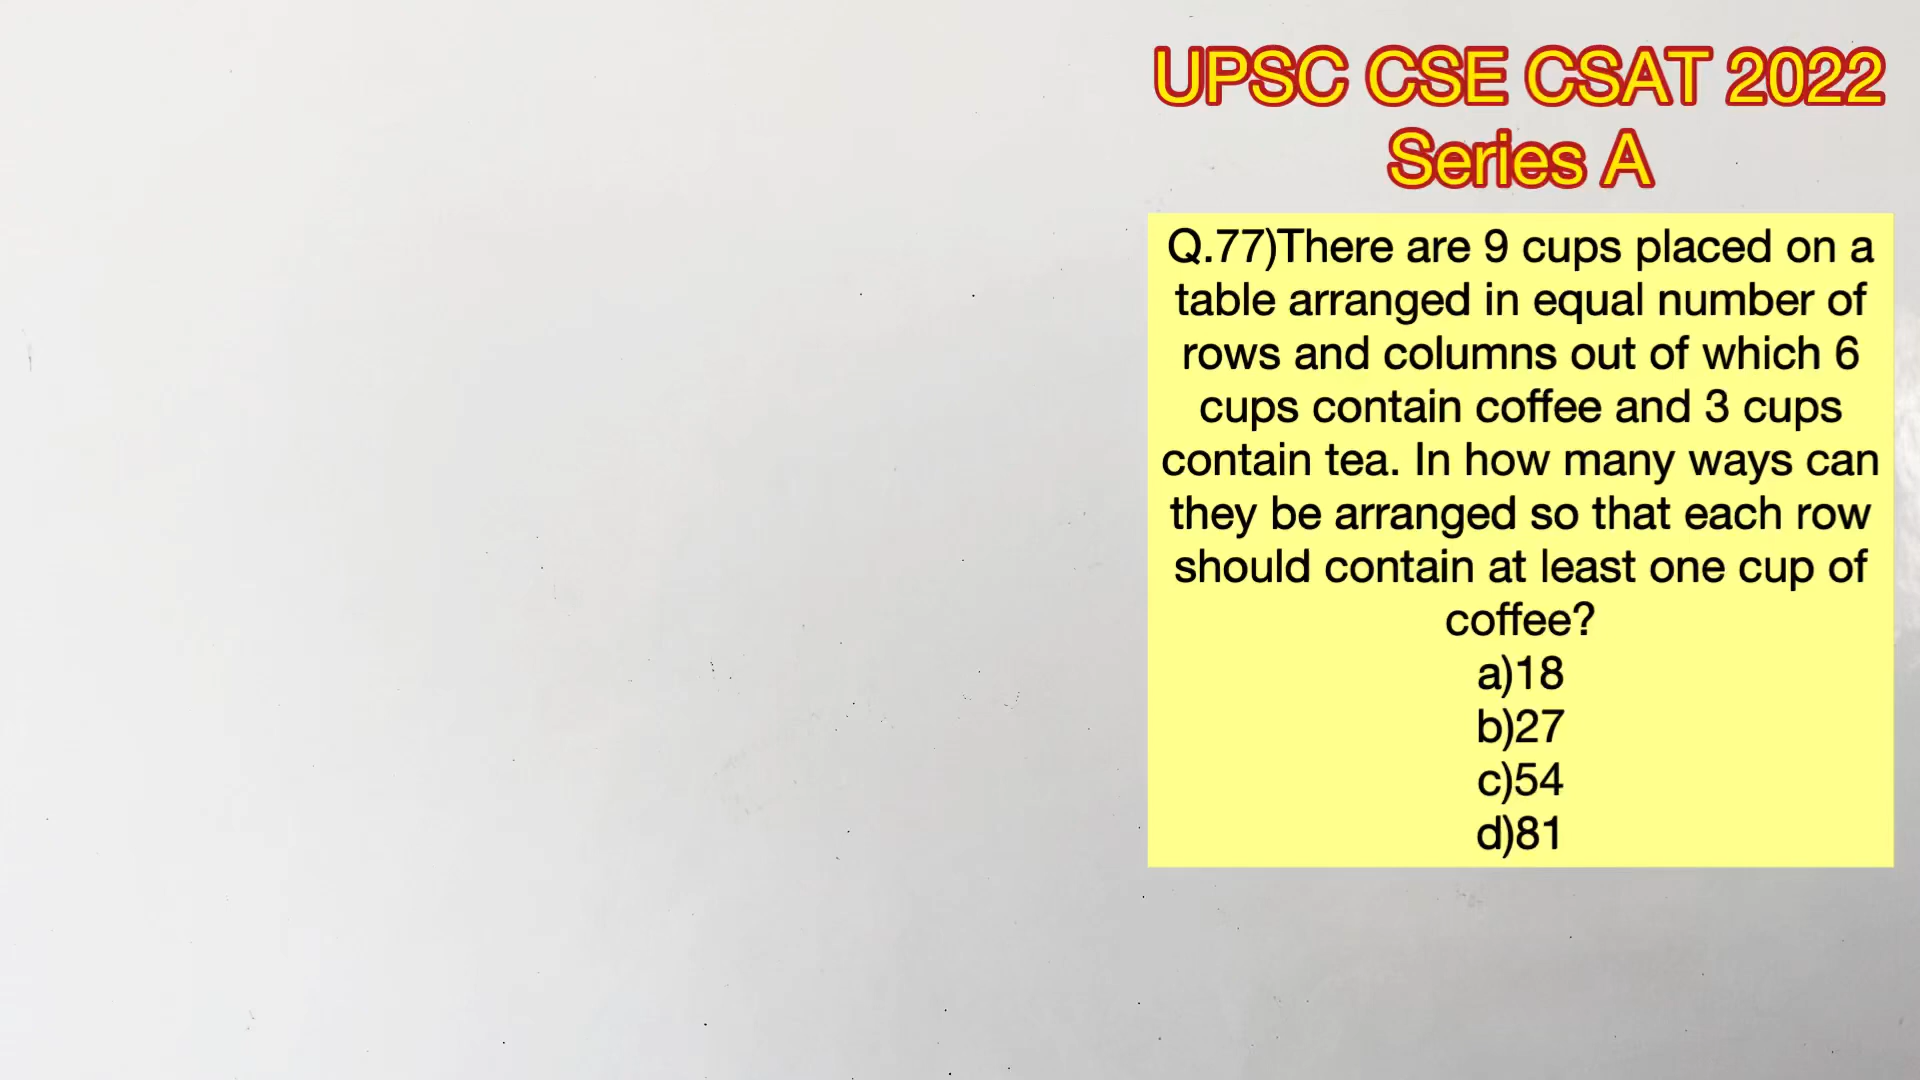 UPSC CSE CSAT 2022
Series A
Q.77)There are 9 cups placed on a
table arranged in equal number of
rows and columns out of which 6
cups contain coffee and 3 cups
contain tea. In how many ways can
they be arranged so that each row
should contain at least one cup of
coffee?
a)18
b)27
c)54
d)81